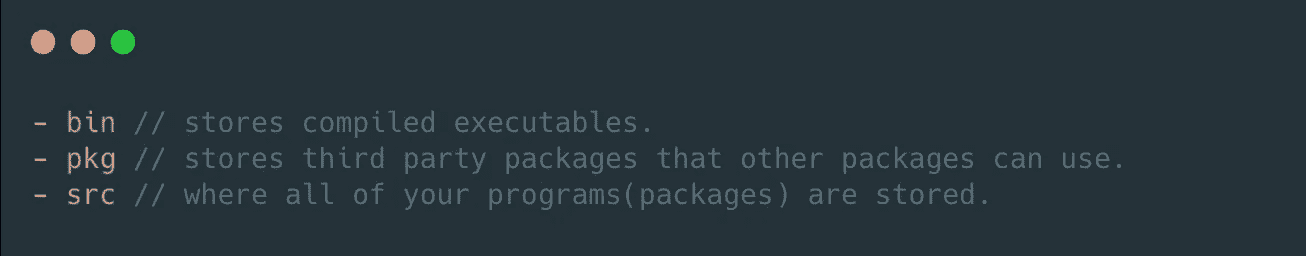 - bin // stores compiled executables.
- pkg // stores third party packages that other packages can use.
- src // where all of your programs(packages) are stored.